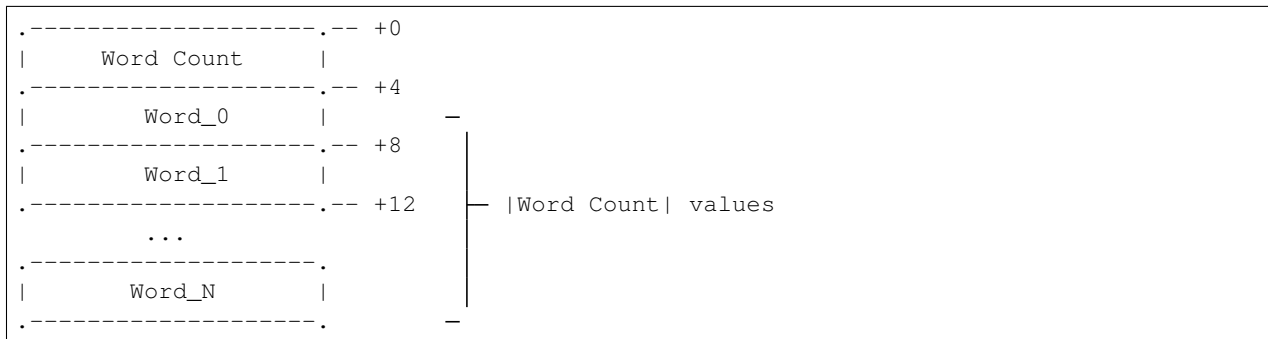 .--------------------.-- +0
|     Word Count     |
.--------------------.-- +4
|        Word_0      |        ─
.--------------------.-- +8    │
|        Word_1      |         │
.--------------------.-- +12   ├─ |Word Count| values
         ...                   │
.--------------------.         │
|       Word_N       |         │
.--------------------.        ─